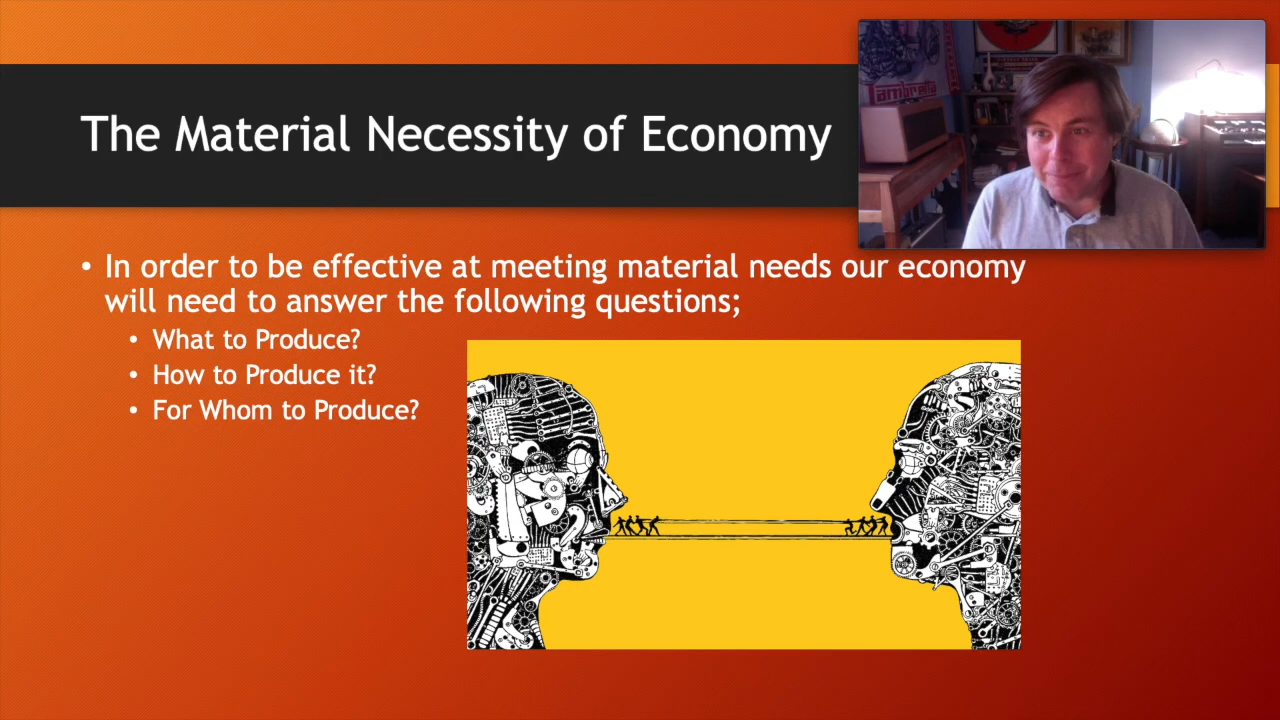 The Material Necessity of Economy
Lambretta
• In order to be effective at meeting material needs our economy
will need to answer the following questions;
• What to Produce?
• How to Produce it?
• For Whom to Produce?